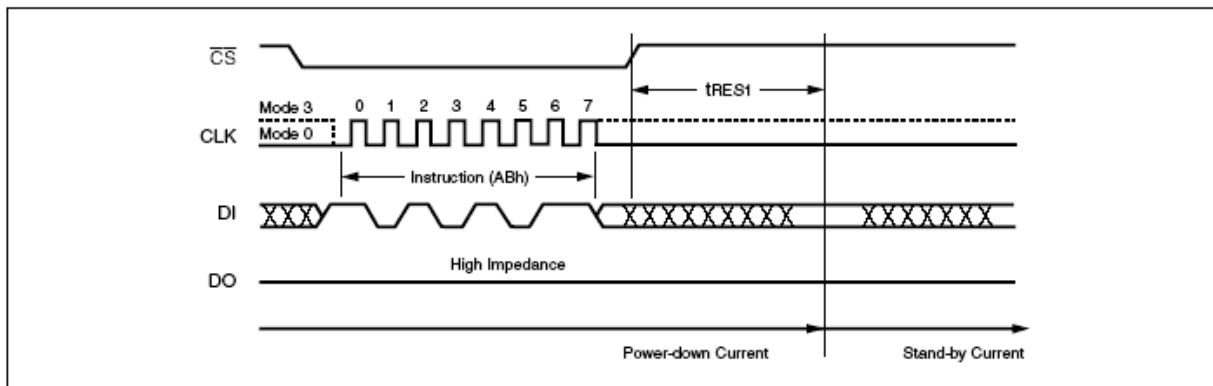 CS
tRES1
Mode 3
0 1 2 3 4 5 6 7
CLK
Mode 0
Instruction (ABh)
DI
High Impedance
DO
Power-down Current
Stand-by Current